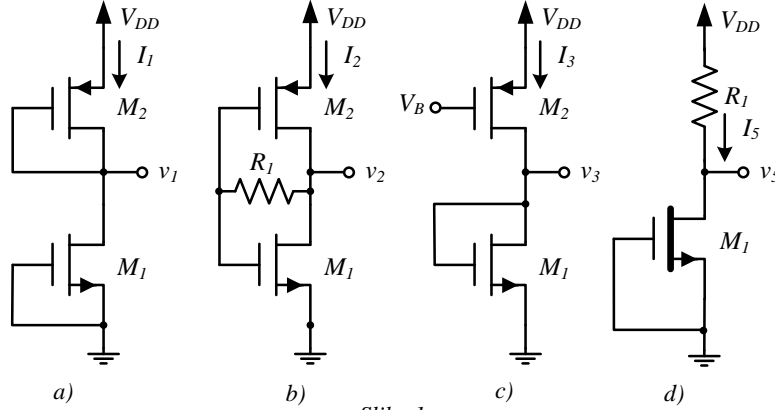 V_DD V_DD V_DD V_DD
I_1 I_2 I_3
M_2 M_2 V_B M_2 R_1
I_5
v_1 R_1 v_2 v_3 v_5
M_1 M_1 M_1 M_1
a) b) c) d)